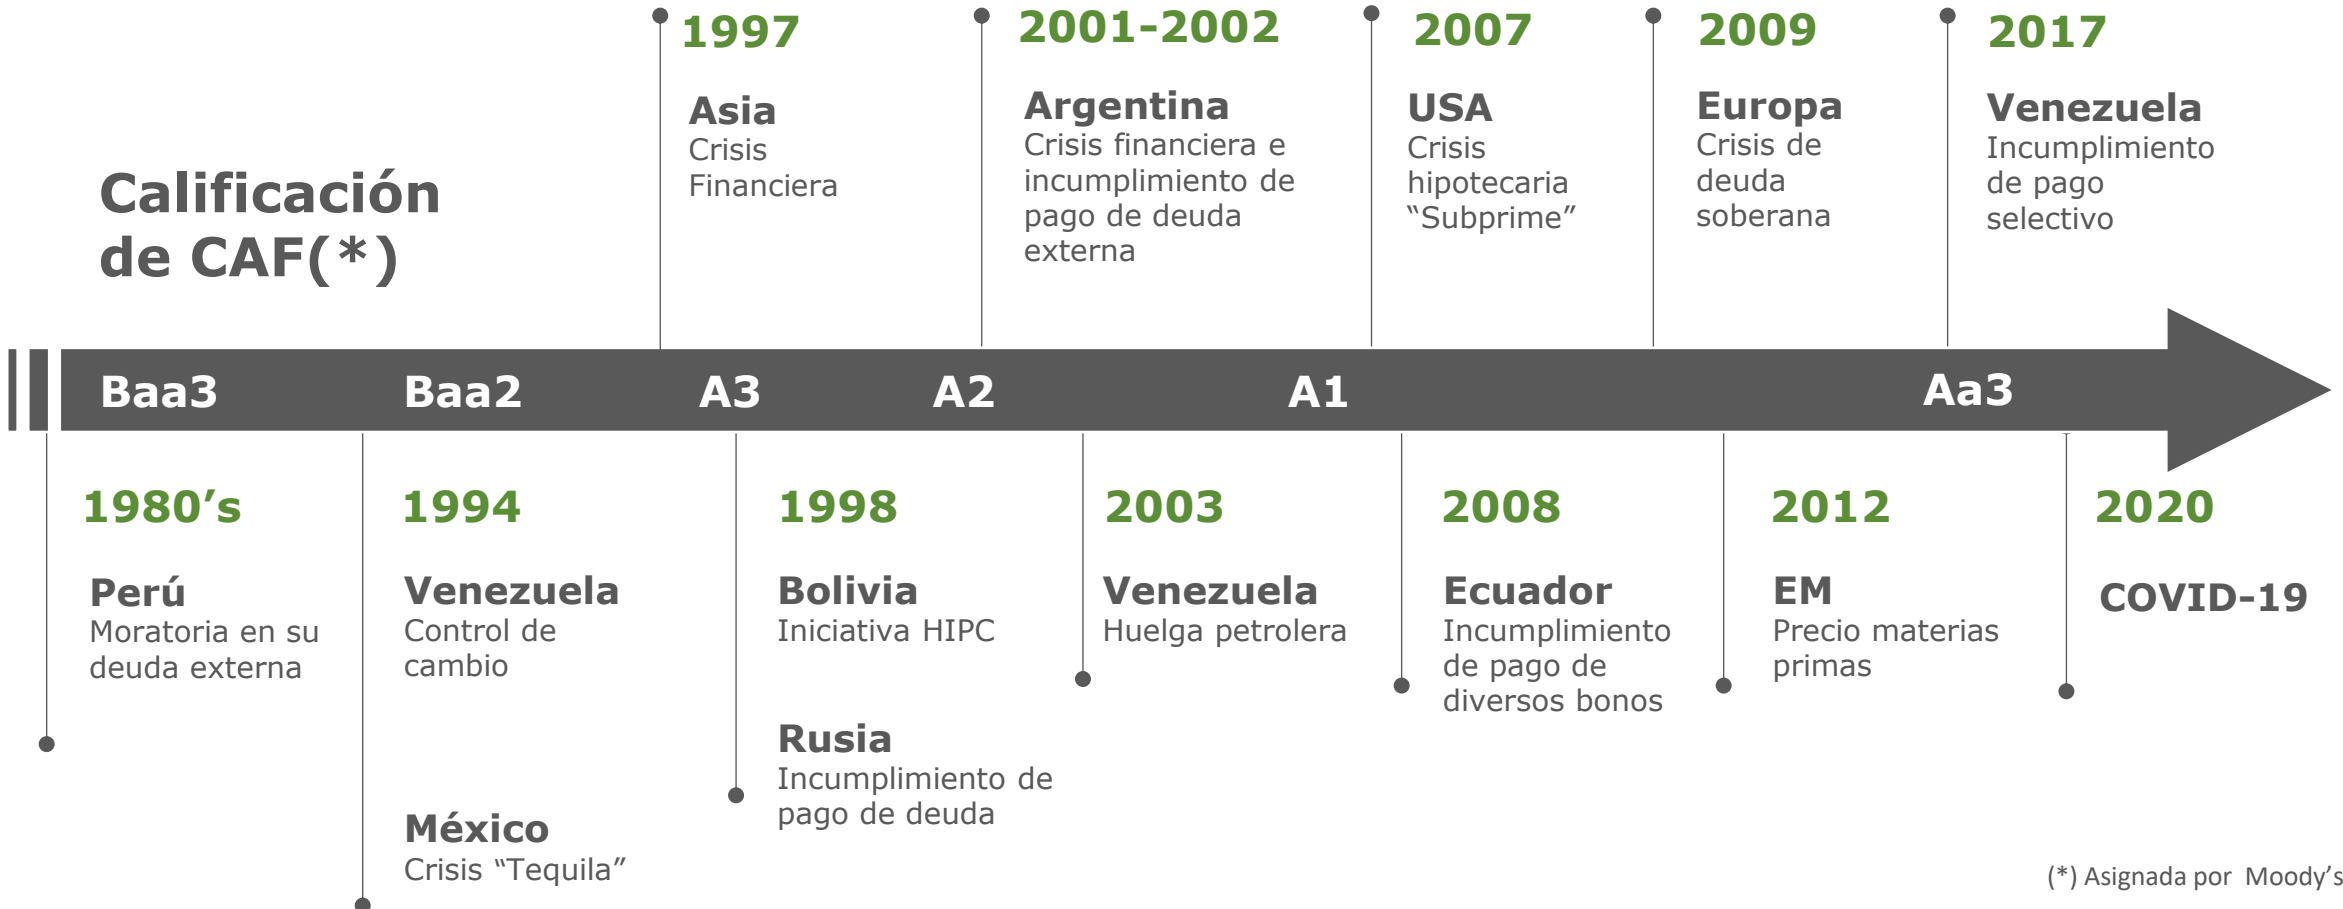 Calificación
de CAF(*)
1997
Asia
Crisis
Financiera
2001-2002
Argentina
Crisis financiera e
incumplimiento de
pago de deuda
externa
2007
USA
Crisis
hipotecaria
“Subprime”
2009
Europa
Crisis de
deuda
soberana
2017
Venezuela
Incumplimiento
de pago
selectivo
Baa3
Baa2
A3
A2
A1
Aa3
1980’s
Perú
Moratoria en su
deuda externa
1994
Venezuela
Control de
cambio
México
Crisis “Tequila”
1998
Bolivia
Iniciativa HIPC
Rusia
Incumplimiento de
pago de deuda
2003
Venezuela
Huelga petrolera
2008
Ecuador
Incumplimiento
de pago de
diversos bonos
2012
EM
Precio materias
primas
2020
COVID-19
(*) Asignada por Moody’s